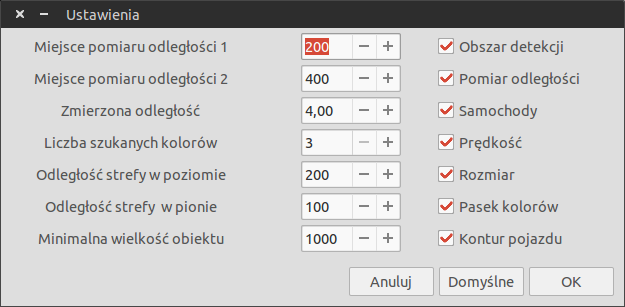 Ustawienia
Miejsce pomiaru odległości 1 200 Obszar detekcji
Miejsce pomiaru odległości 2 400 Pomiar odległości
Zmierzona odległość 4,00 Samochody
Liczba szukanych kolorów 3 Prędkość
Odległość strefy w poziomie 200 Rozmiar
Odległość strefy w pionie 100 Pasek kolorów
Minimalna wielkość obiektu 1000 Kontur pojazdu
Anuluj Domyślne OK